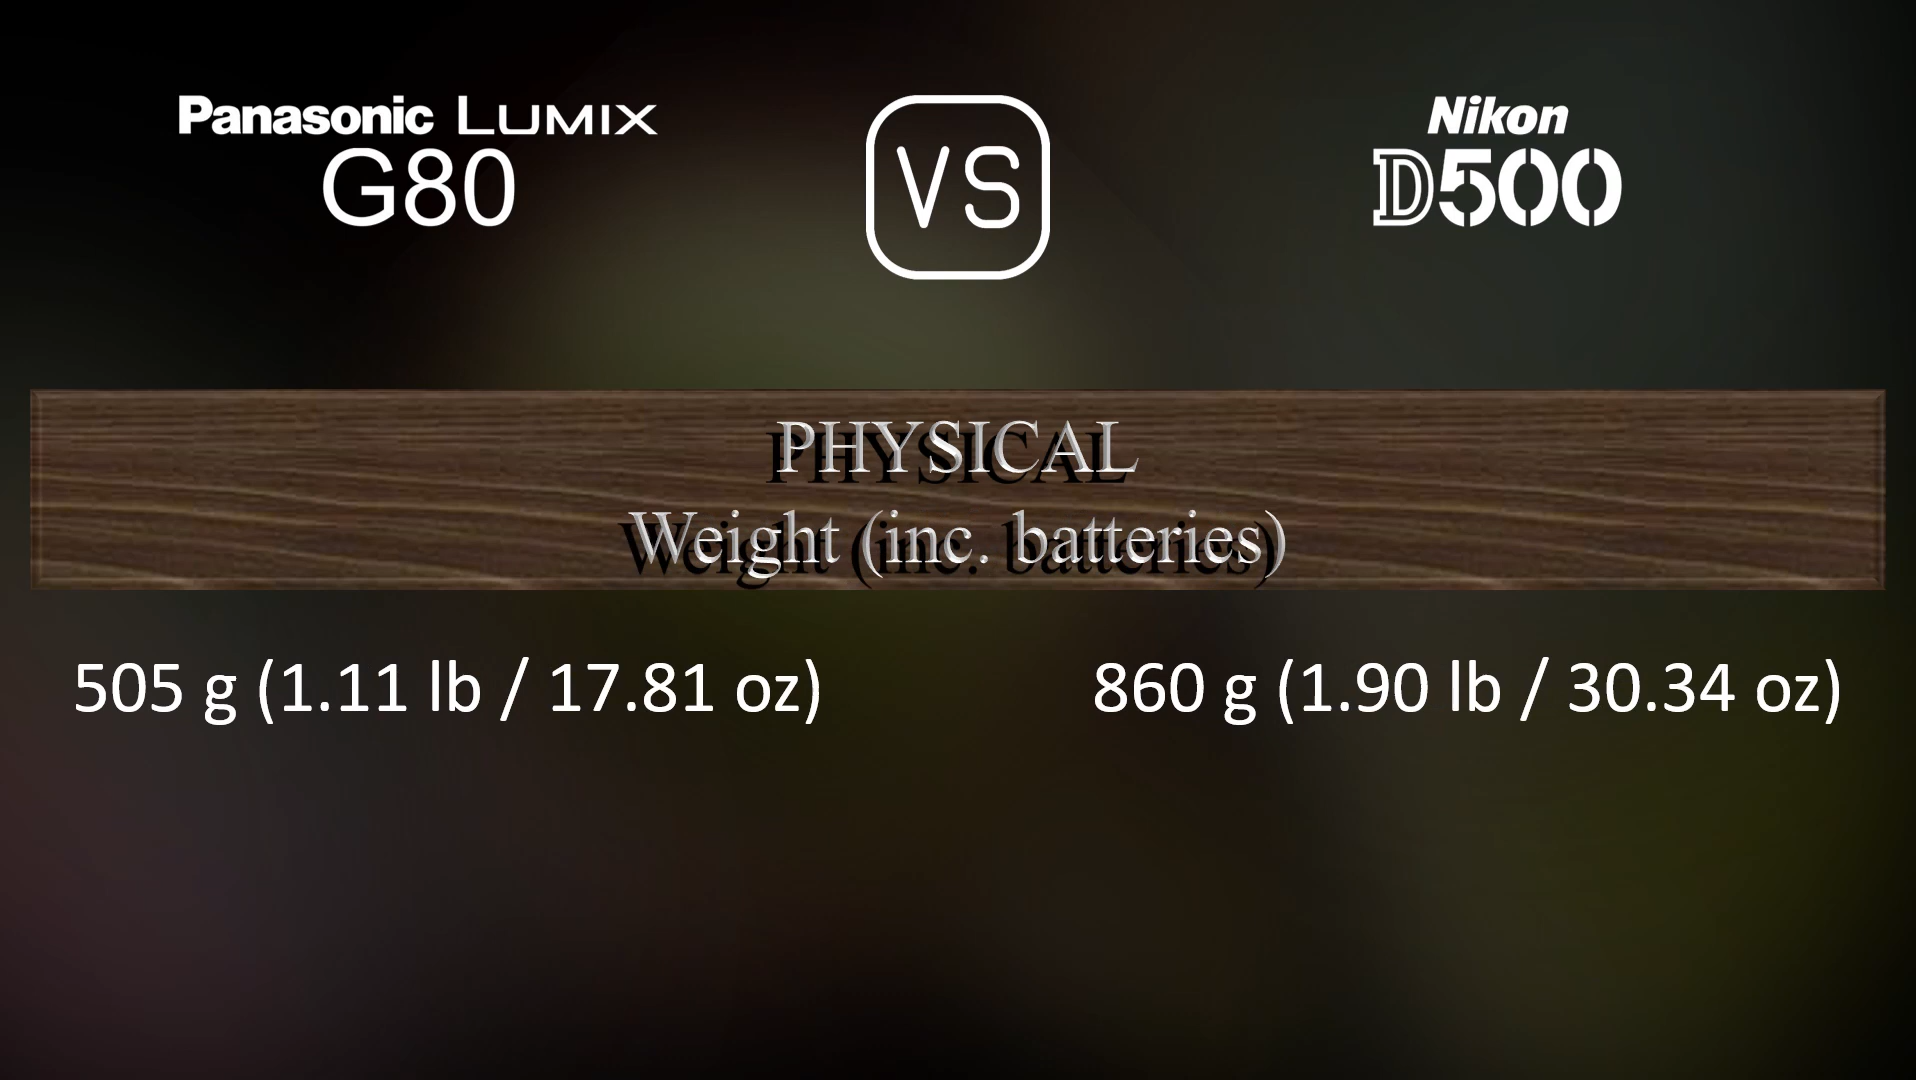 Panasonic LUMIX
G80
VS
Nikon
D500
PHYSICAL
Weight (inc. batteries)
505 g (1.11 lb / 17.81 oz)
860 g (1.90 lb / 30.34 oz)